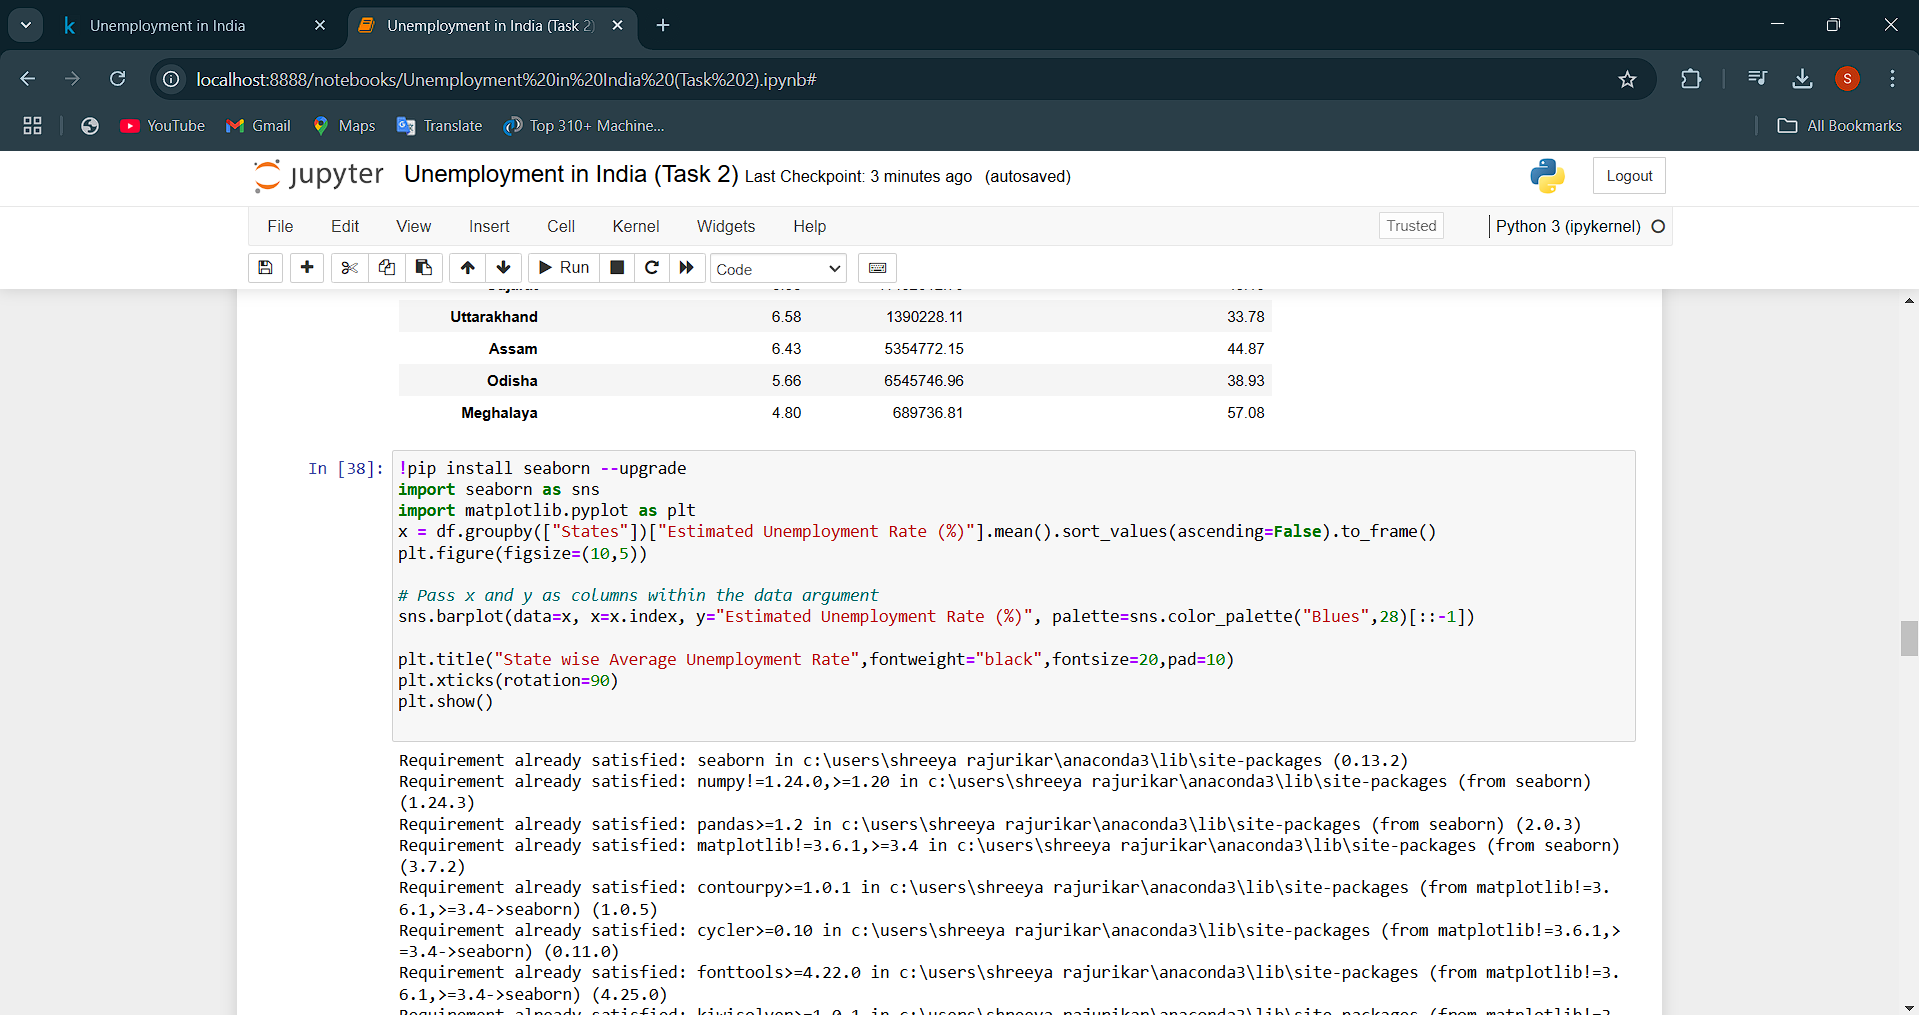 Unemployment in India
Unemployment in India (Task 2)
localhost:8888/notebooks/Unemployment%20in%20India%20(Task%202).ipynb#
S
YouTube Gmail Maps Translate Top 310+ Machine... All Bookmarks
jupyter Unemployment in India (Task 2) Last Checkpoint: 3 minutes ago (autosaved) Logout
File Edit View Insert Cell Kernel Widgets Help Trusted Python 3 (ipykernel)
Run Code
Uttarakhand 6.58 1390228.11 33.78
Assam 6.43 5354772.15 44.87
Odisha 5.66 6545746.96 38.93
Meghalaya 4.80 689736.81 57.08
In [38]: !pip install seaborn --upgrade
import seaborn as sns
import matplotlib.pyplot as plt
x = df.groupby(["States"])["Estimated Unemployment Rate (%)"].mean().sort_values(ascending=False).to_frame()
plt.figure(figsize=(10,5))
# Pass x and y as columns within the data argument
sns.barplot(data=x, x=x.index, y="Estimated Unemployment Rate (%)", palette=sns.color_palette("Blues",28)[::-1])
plt.title("State wise Average Unemployment Rate",fontweight="black",fontsize=20,pad=10)
plt.xticks(rotation=90)
plt.show()
Requirement already satisfied: seaborn in c:\users\shreeya rajurikar\anaconda3\lib\site-packages (0.13.2)
Requirement already satisfied: numpy!=1.24.0,>=1.20 in c:\users\shreeya rajurikar\anaconda3\lib\site-packages (from seaborn)
(1.24.3)
Requirement already satisfied: pandas>=1.2 in c:\users\shreeya rajurikar\anaconda3\lib\site-packages (from seaborn) (2.0.3)
Requirement already satisfied: matplotlib!=3.6.1,>=3.4 in c:\users\shreeya rajurikar\anaconda3\lib\site-packages (from seaborn)
(3.7.2)
Requirement already satisfied: contourpy>=1.0.1 in c:\users\shreeya rajurikar\anaconda3\lib\site-packages (from matplotlib!=3.
6.1,>=3.4->seaborn) (1.0.5)
Requirement already satisfied: cycler>=0.10 in c:\users\shreeya rajurikar\anaconda3\lib\site-packages (from matplotlib!=3.6.1,>
=3.4->seaborn) (0.11.0)
Requirement already satisfied: fonttools>=4.22.0 in c:\users\shreeya rajurikar\anaconda3\lib\site-packages (from matplotlib!=3.
6.1,>=3.4->seaborn) (4.25.0)